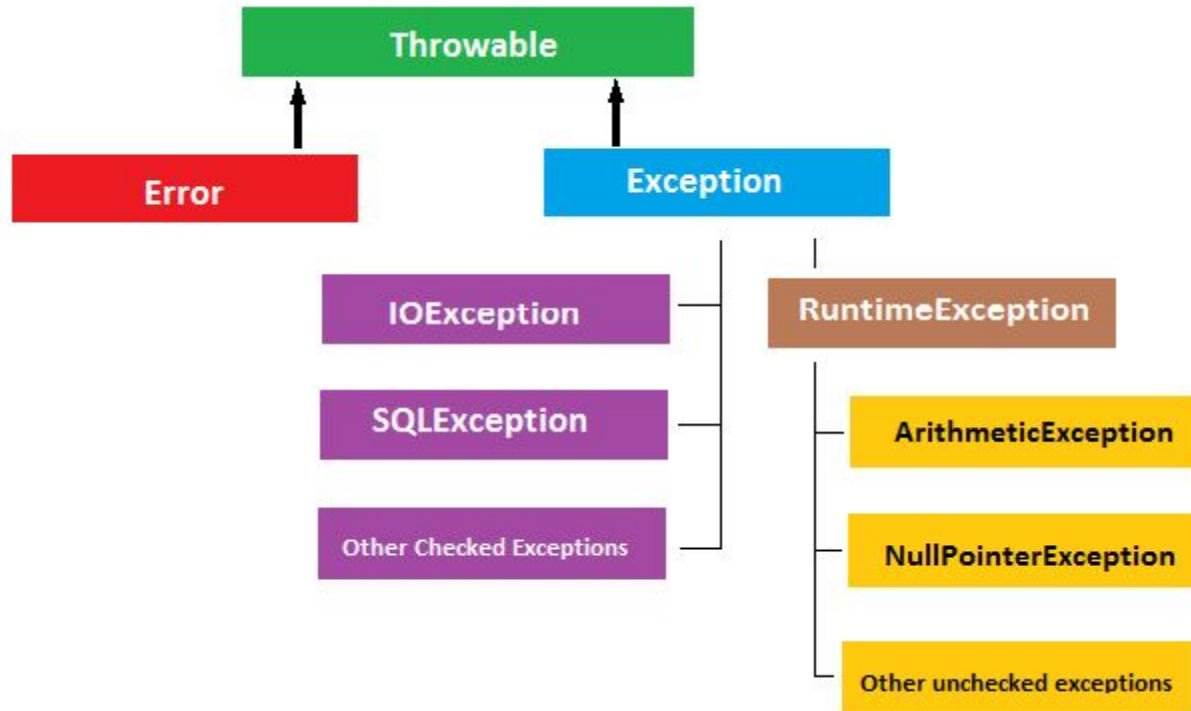 Throwable
Error
Exception
IOException
RuntimeException
SQLException
ArithmeticException
Other Checked Exceptions
NullPointerException
Other unchecked exceptions